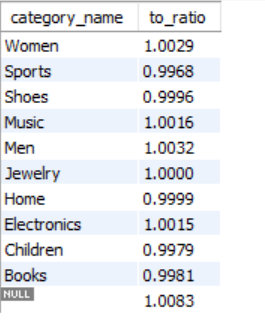 category_name to_ratio
Women 1.0029
Sports 0.9968
Shoes 0.9996
Music 1.0016
Men 1.0032
Jewelry 1.0000
Home 0.9999
Electronics 1.0015
Children 0.9979
Books 0.9981
NULL 1.0083